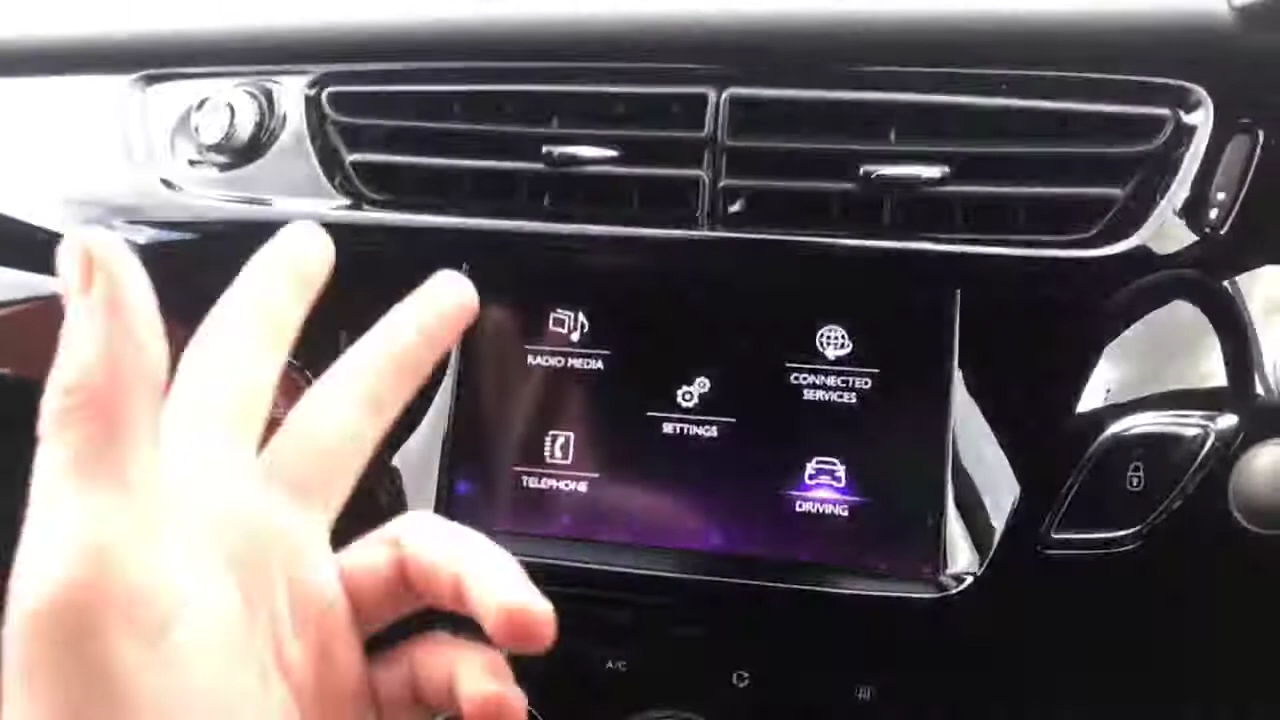 RADIO MEDIA
CONNECTED
SERVICES
SETTINGS
TELEPHONE
DRIVING
A/C